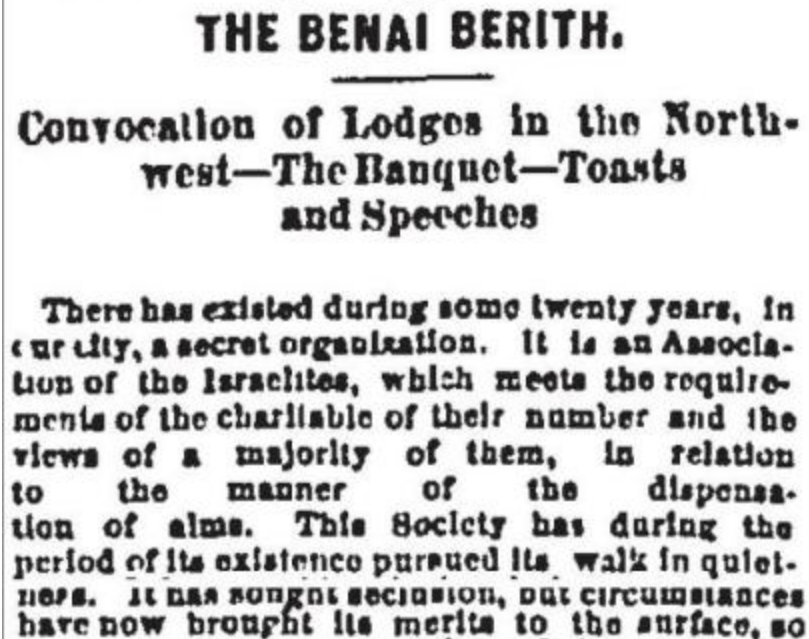 THE BENAI BERITH.
Convocation of Lodges in the North-
west—The Banquet—Toasts
and Speeches
There has existed during some twenty years, in
our city, a secret organization. It is an Associa-
tion of the Israelites, which meets the require-
ments of the charitable of their number and the
views of a majority of them, in relation
to the manner of the dispensa-
tion of alms. This Society has during the
period of its existence pursued its walk in quiet-
ness. It has sought seclusion, but circumstances
have now brought its merits to the surface, so